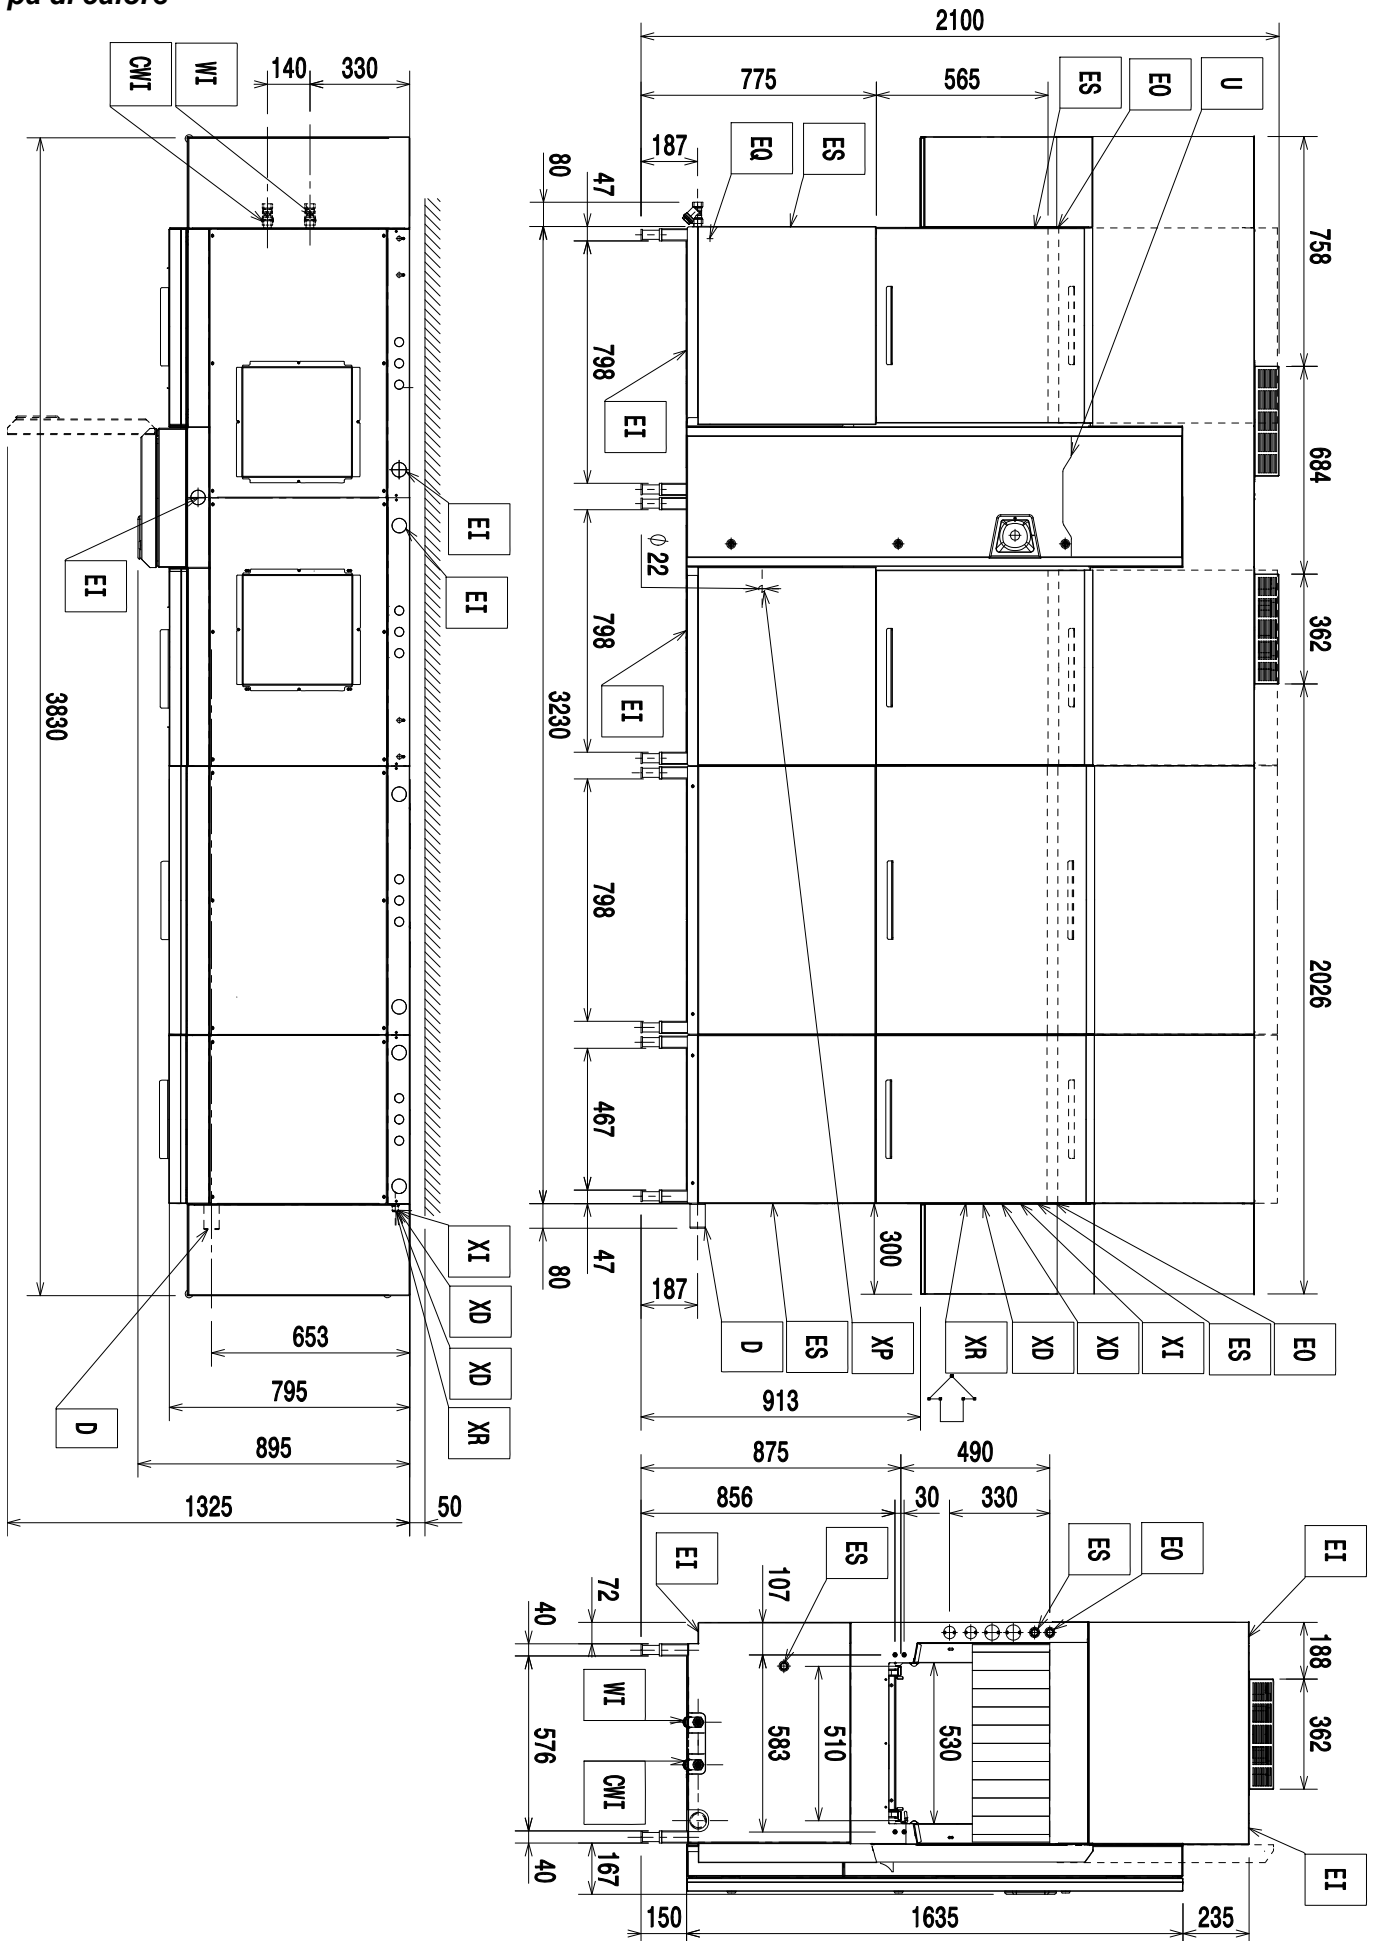 pa di calore
2100
775
565
ES
EO
U
187
EQ
ES
80
47
CWI
WI
140
330
758
684
362
2026
798
EI
Φ 22
798
EI
3230
798
467
47
80
187
300
EI
EI
EI
3830
XI
XD
XD
XR
D
653
795
895
1325
50
D
ES
XP
XR
XD
XD
XI
ES
EO
913
875
490
856
30
330
EI
ES
ES
EO
EI
72
40
107
188
362
WI
576
CWI
583
510
530
40
167
EI
150
1635
235